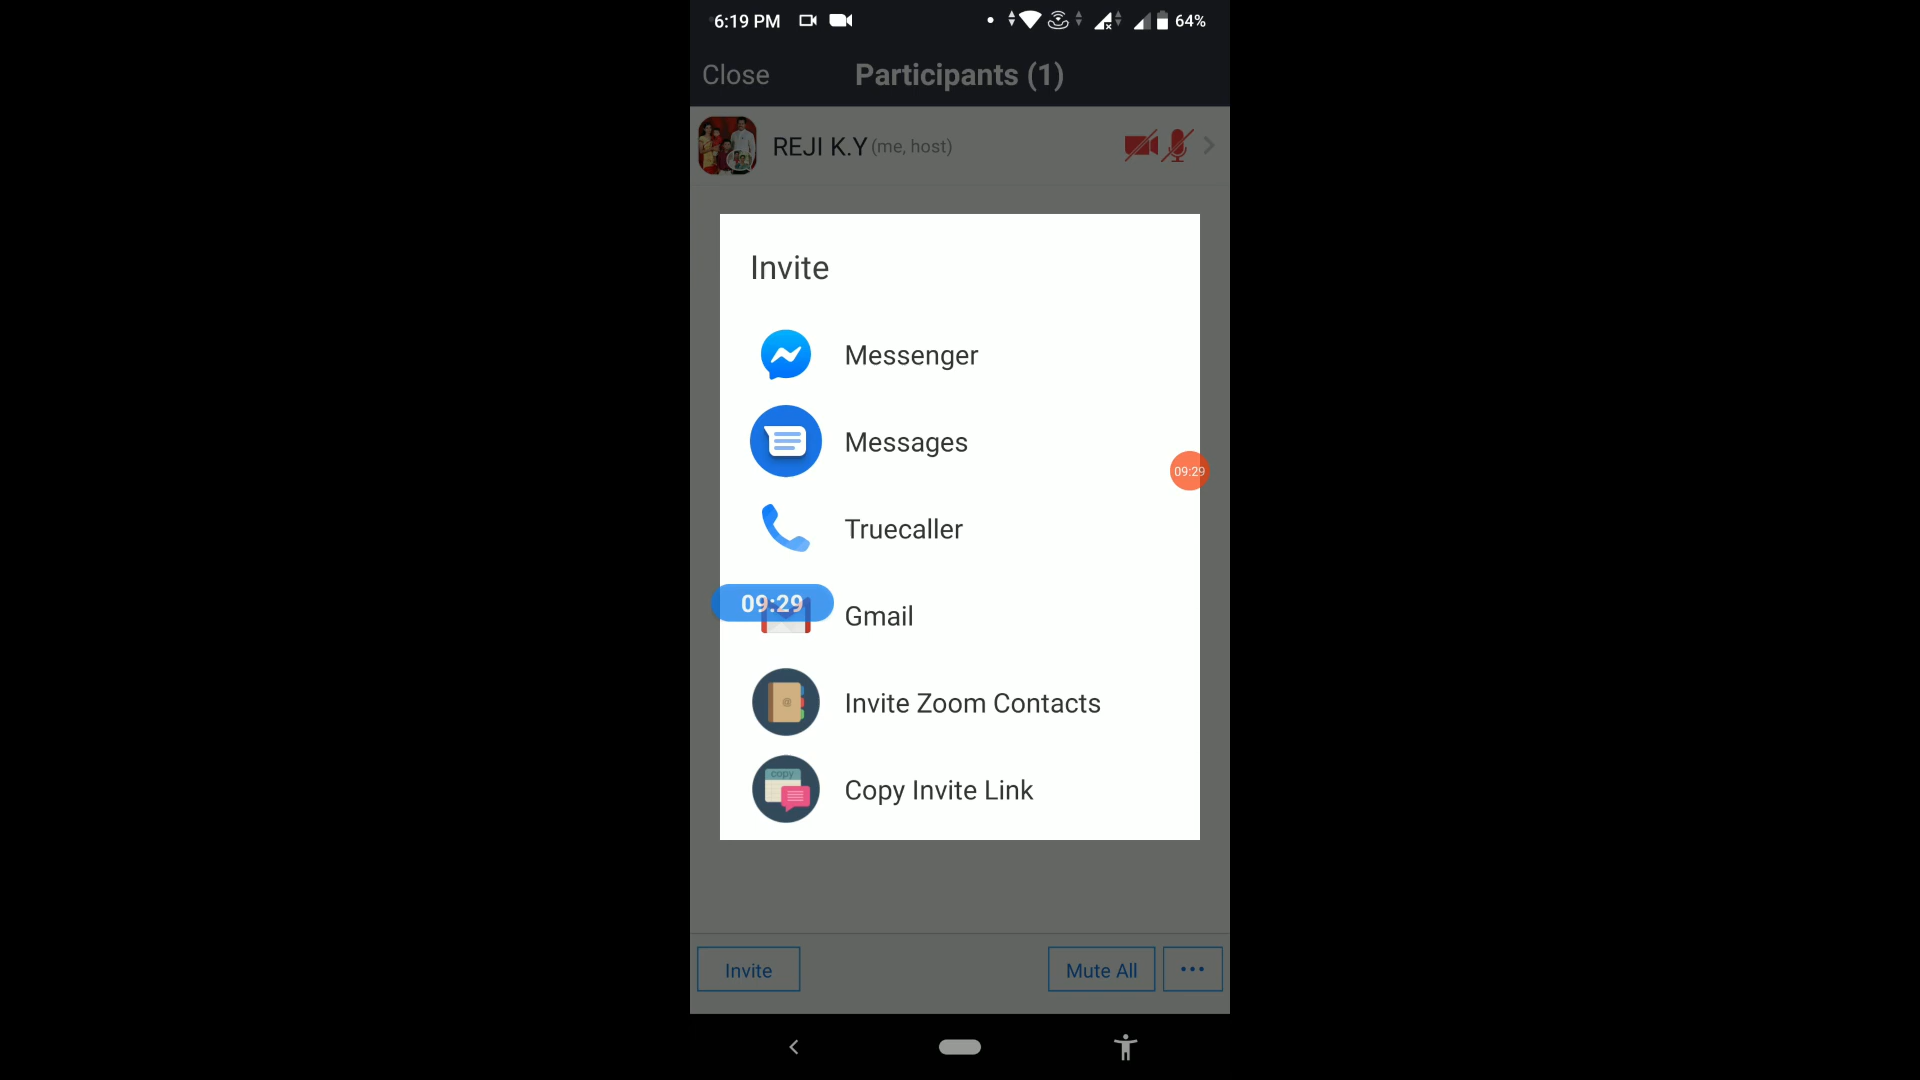 6:19 PM 64%
Close Participants (1)
REJI K.Y (me, host)
Invite
Messenger
Messages
09:29
Truecaller
09:29
Gmail
@
Invite Zoom Contacts
copy
Copy Invite Link
Invite Mute All ...